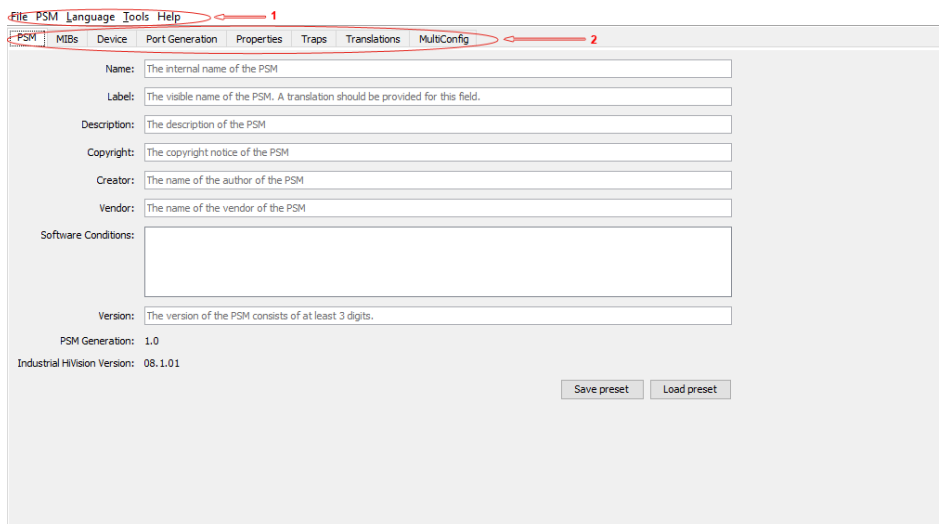 File PSM Language Tools Help 1
PSM MIBs Device Port Generation Properties Traps Translations MultiConfig 2
Name: The internal name of the PSM
Label: The visible name of the PSM. A translation should be provided for this field.
Description: The description of the PSM
Copyright: The copyright notice of the PSM
Creator: The name of the author of the PSM
Vendor: The name of the vendor of the PSM
Software Conditions:
Version: The version of the PSM consists of at least 3 digits.
PSM Generation: 1.0
Industrial HiVision Version: 08.1.01
Save preset Load preset